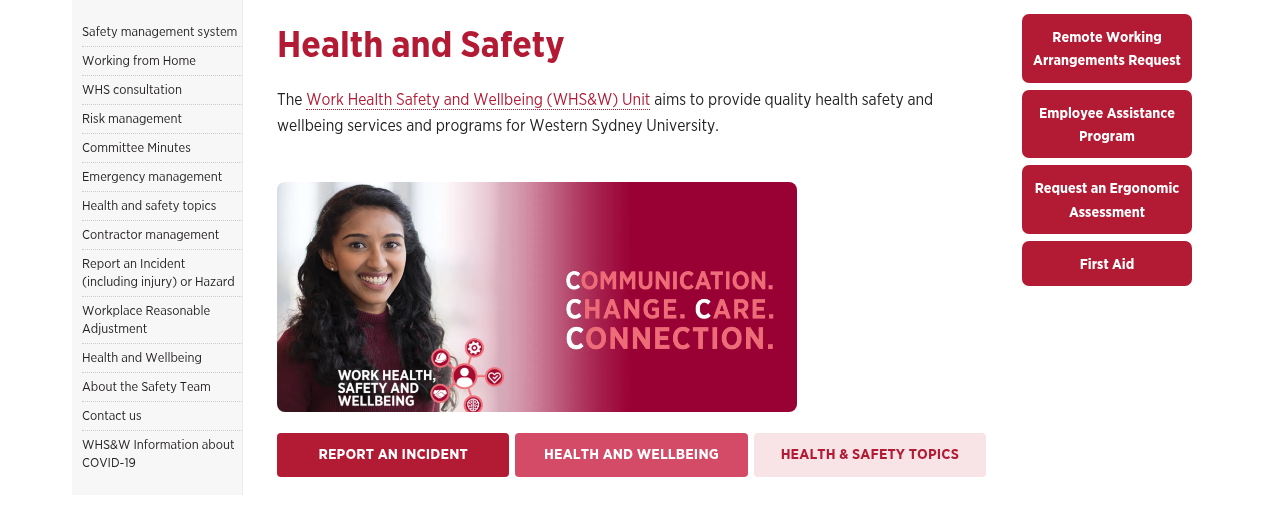 Safety management system
Working from Home
WHS consultation
Risk management
Committee Minutes
Emergency management
Health and safety topics
Contractor management
Report an Incident
(including injury) or Hazard
Workplace Reasonable
Adjustment
Health and Wellbeing
About the Safety Team
Contact us
WHS&W Information about
COVID-19
Health and Safety
The Work Health Safety and Wellbeing (WHS&W) Unit aims to provide quality health safety and
wellbeing services and programs for Western Sydney University.
COMMUNICATION.
CHANGE. CARE.
CONNECTION.
WORK HEALTH,
SAFETY AND
WELLBEING
REPORT AN INCIDENT
HEALTH AND WELLBEING
HEALTH & SAFETY TOPICS
Remote Working
Arrangements Request
Employee Assistance
Program
Request an Ergonomic
Assessment
First Aid